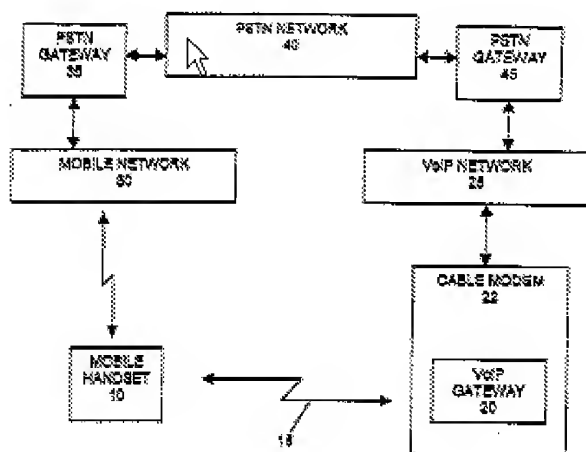 PSTN NETWORK
40
PSTN
GATEWAY
35
PSTN
GATEWAY
45
MOBILE NETWORK
30
VoIP NETWORK
25
CABLE MODEM
22
MOBILE
HANDSET
10
VoIP
GATEWAY
20
15